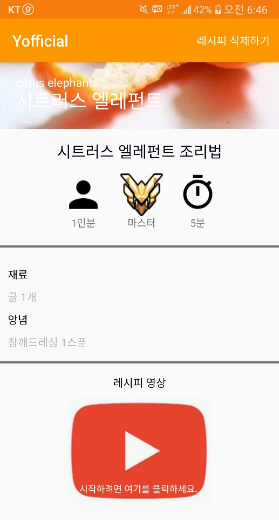 KT 42% 오전 6:46
Yofficial 레시피 삭제하기
citrus elephant
시트러스 엘레펀트
시트러스 엘레펀트 조리법
1인분 마스터 5분
재료
귤 1개
양념
참깨드레싱 1스푼
레시피 영상
시작하려면 여기를 클릭하세요.